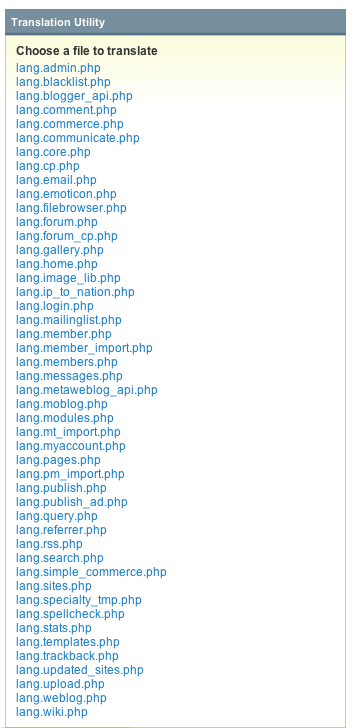 Translation Utility
Choose a file to translate
lang.admin.php
lang.blacklist.php
lang.blogger_api.php
lang.comment.php
lang.commerce.php
lang.communicate.php
lang.core.php
lang.cp.php
lang.email.php
lang.emoticon.php
lang.filebrowser.php
lang.forum.php
lang.forum_cp.php
lang.gallery.php
lang.home.php
lang.image_lib.php
lang.ip_to_nation.php
lang.login.php
lang.mailinglist.php
lang.member.php
lang.member_import.php
lang.members.php
lang.messages.php
lang.metaweblog_api.php
lang.moblog.php
lang.modules.php
lang.mt_import.php
lang.myaccount.php
lang.pages.php
lang.pm_import.php
lang.publish.php
lang.publish_ad.php
lang.query.php
lang.referrer.php
lang.rss.php
lang.search.php
lang.simple_commerce.php
lang.sites.php
lang.specialty_tmp.php
lang.spellcheck.php
lang.stats.php
lang.templates.php
lang.trackback.php
lang.updated_sites.php
lang.upload.php
lang.weblog.php
lang.wiki.php